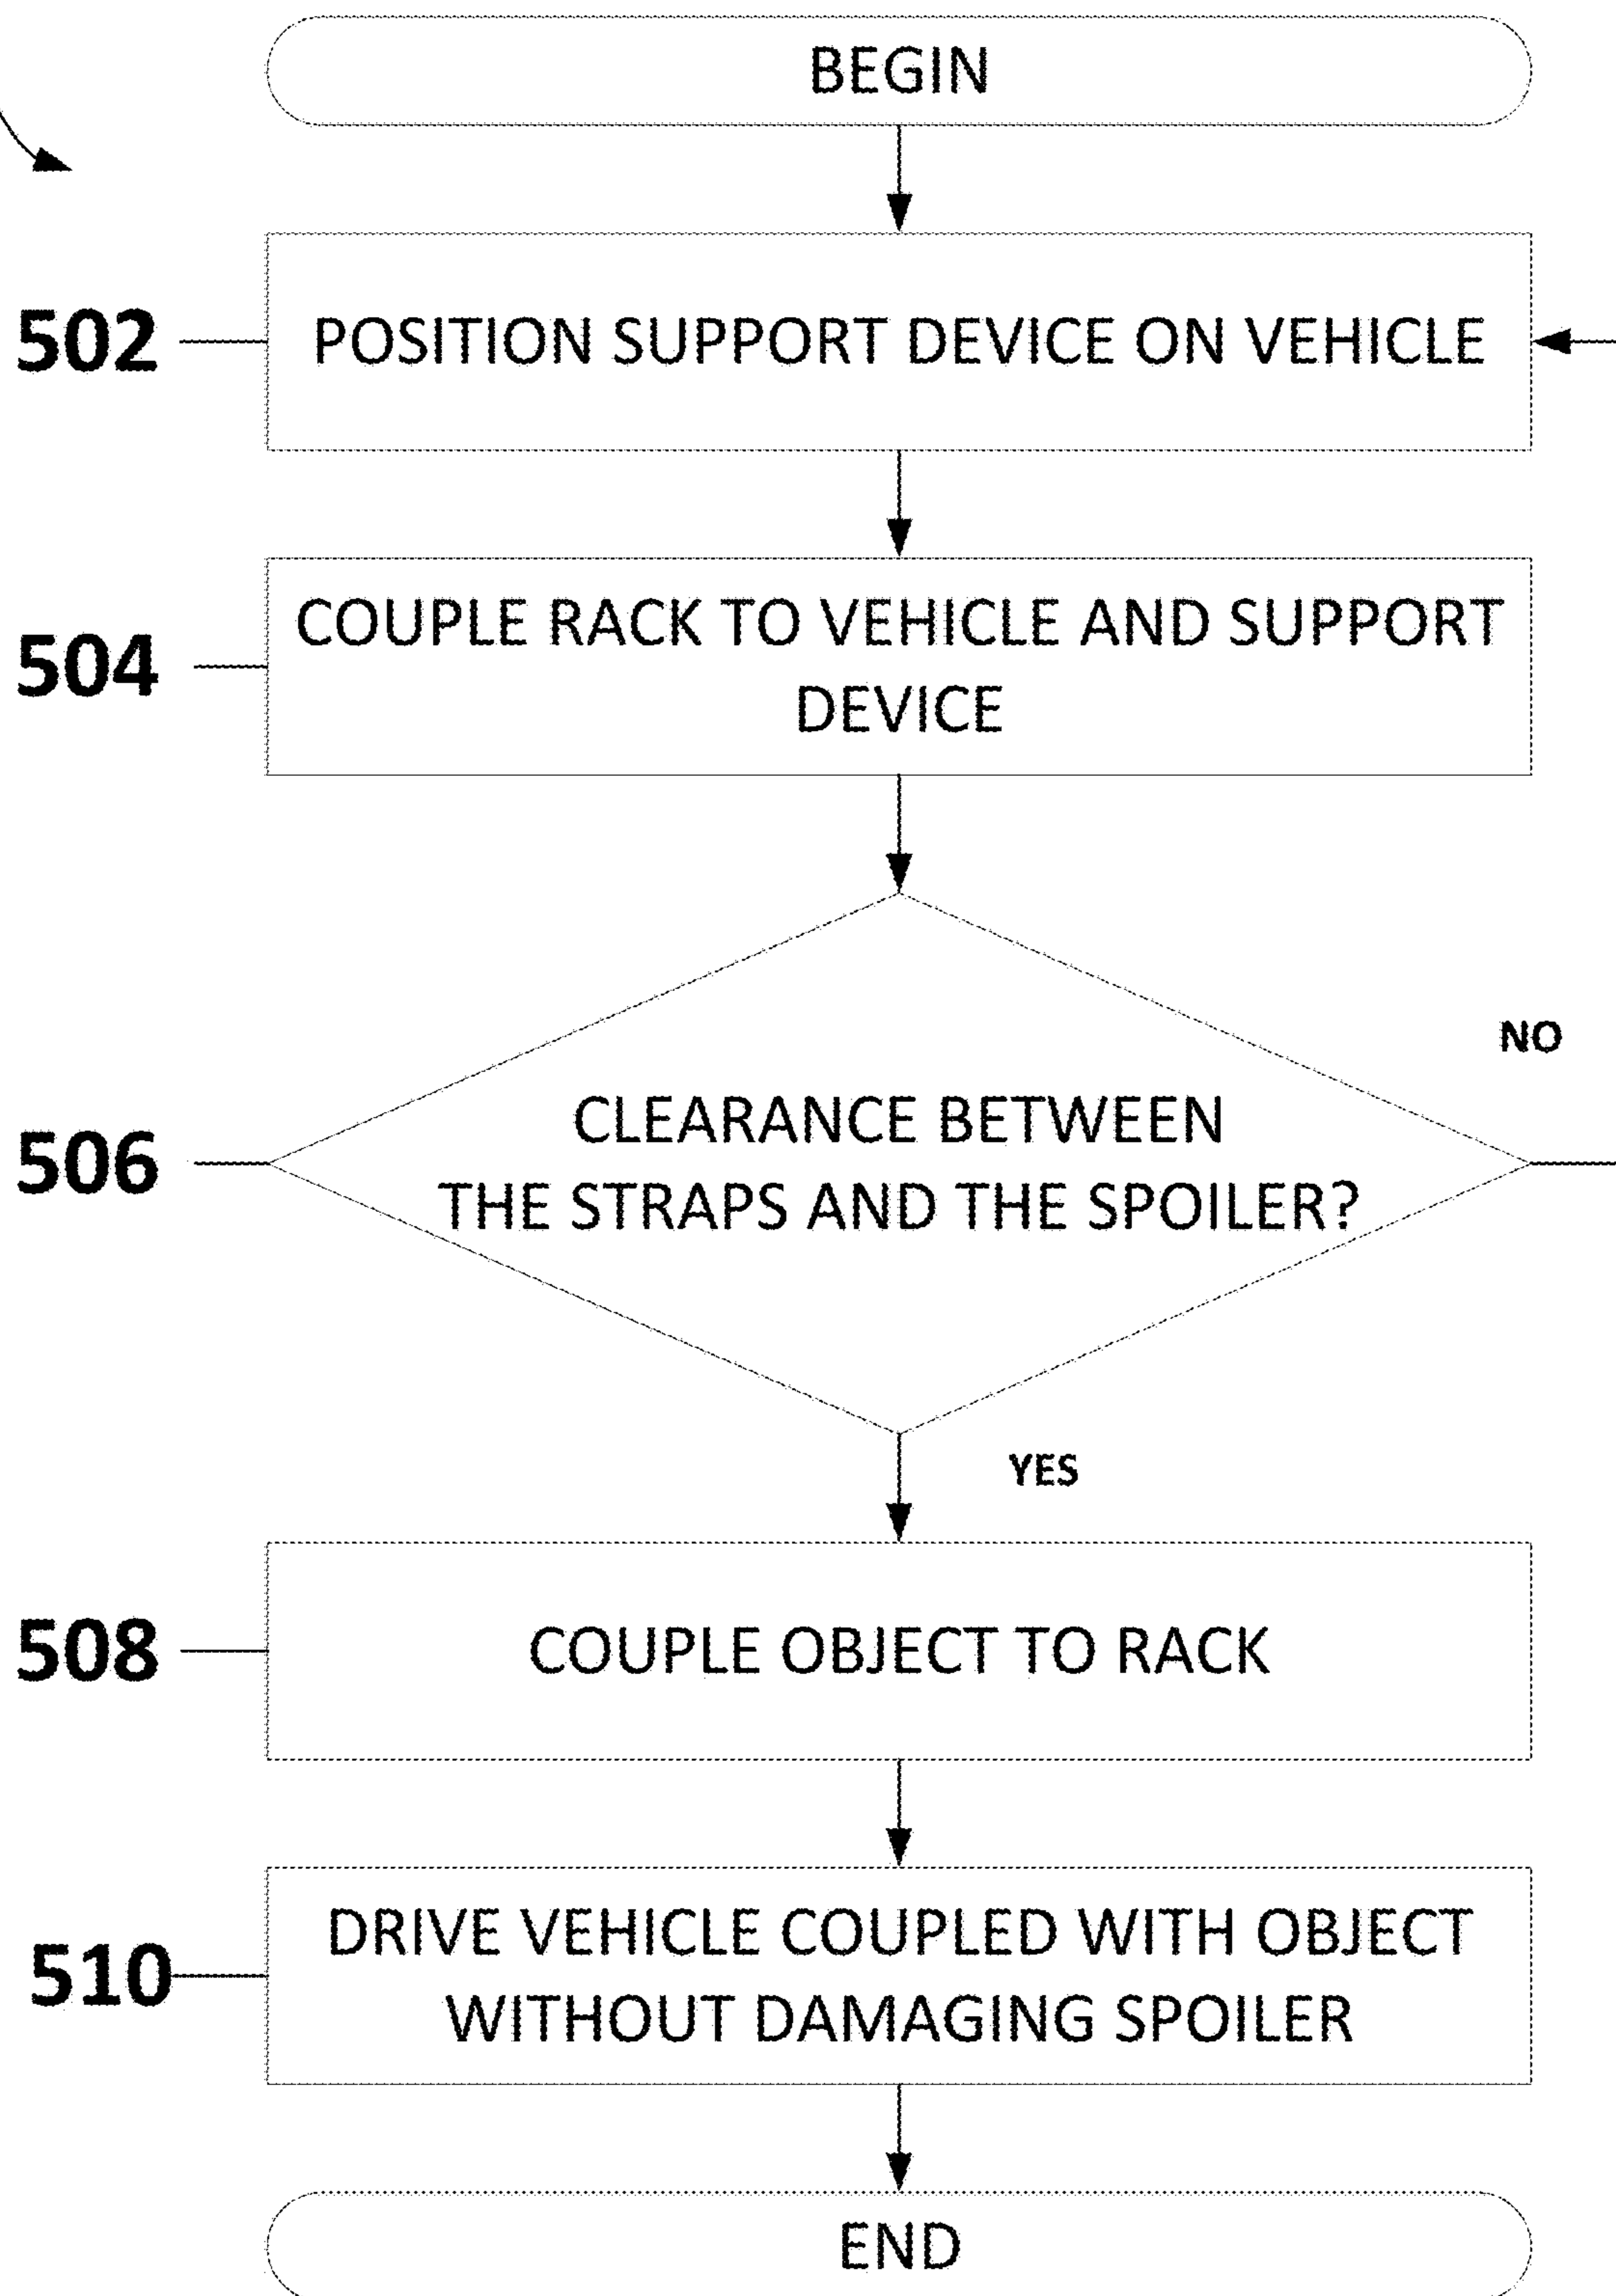 BEGIN
502
POSITION SUPPORT DEVICE ON VEHICLE
504
COUPLE RACK TO VEHICLE AND SUPPORT
DEVICE
506
CLEARANCE BETWEEN
THE STRAPS AND THE SPOILER?
NO
YES
508
COUPLE OBJECT TO RACK
510
DRIVE VEHICLE COUPLED WITH OBJECT
WITHOUT DAMAGING SPOILER
END